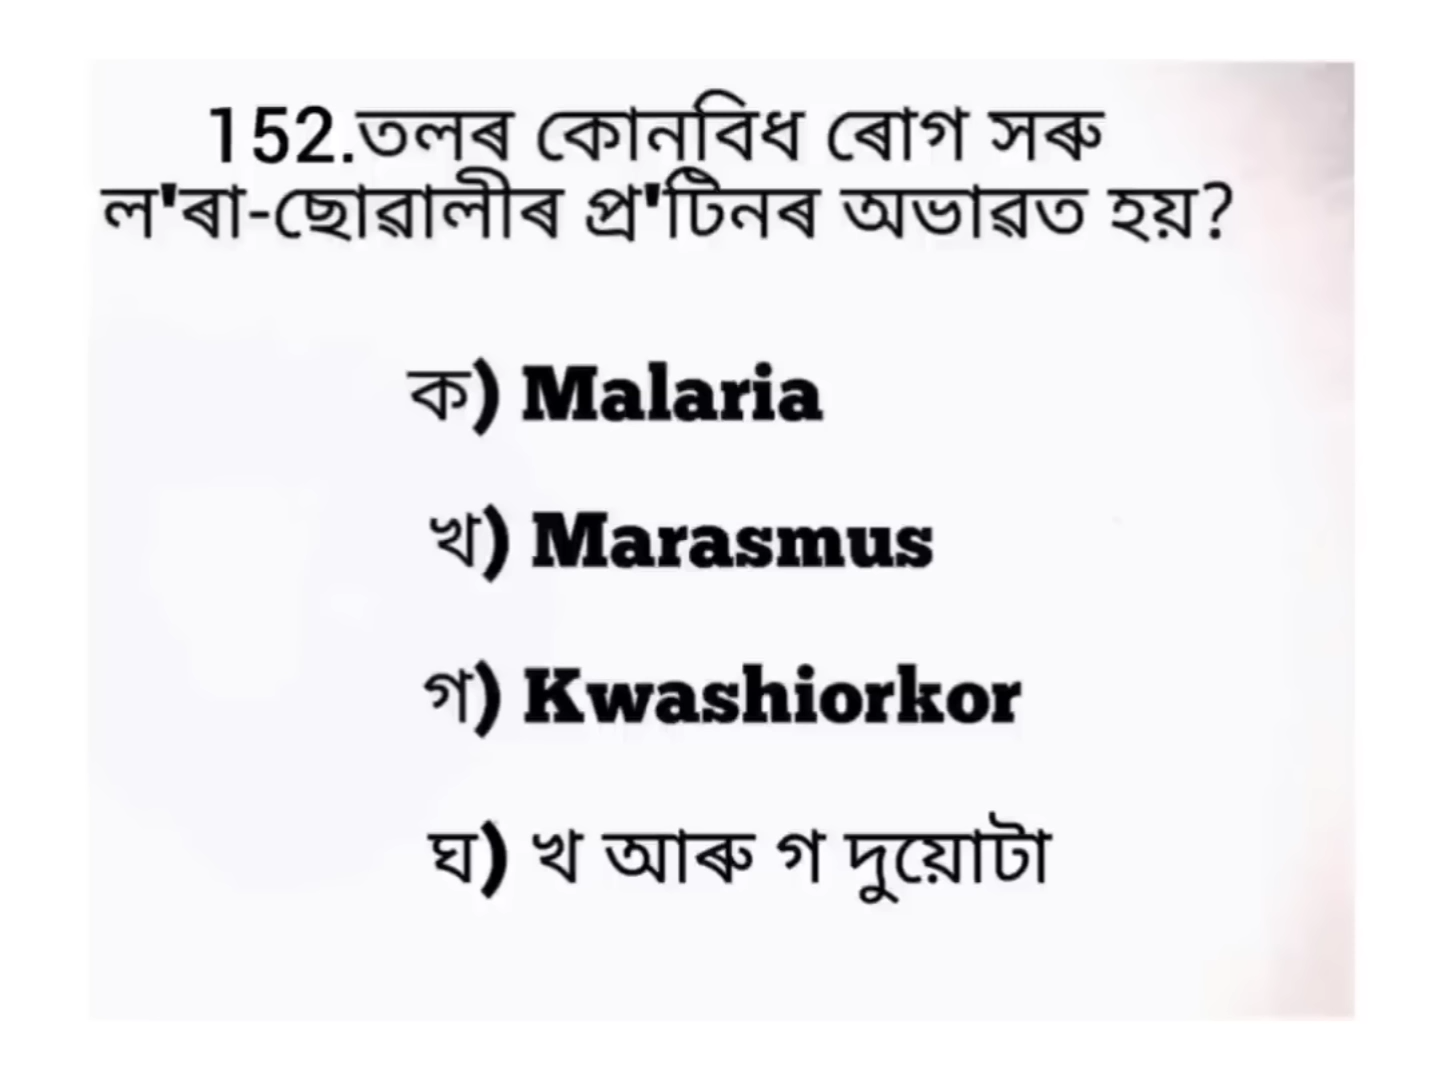 152.তলৰ কোনবিধ ৰোগ সৰু
ল'ৰা-ছোৱালীৰ প্ৰ'টিনৰ অভাৱত হয়?
ক) Malaria
খ) Marasmus
গ) Kwashiorkor
ঘ) খ আৰু গ দুয়োটা